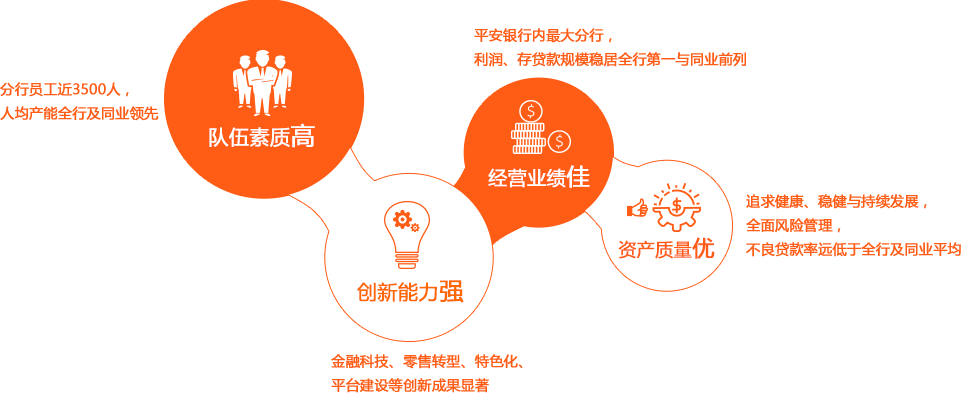 分行员工近3500人，
人均产能全行及同业领先
队伍素质高
创新能力强
金融科技、零售转型、特色化、
平台建设等创新成果显著
平安银行内最大分行，
利润、存贷款规模稳居全行第一与同业前列
经营业绩佳
资产质量优
追求健康、稳健与持续发展，
全面风险管理，
不良贷款率远低于全行及同业平均